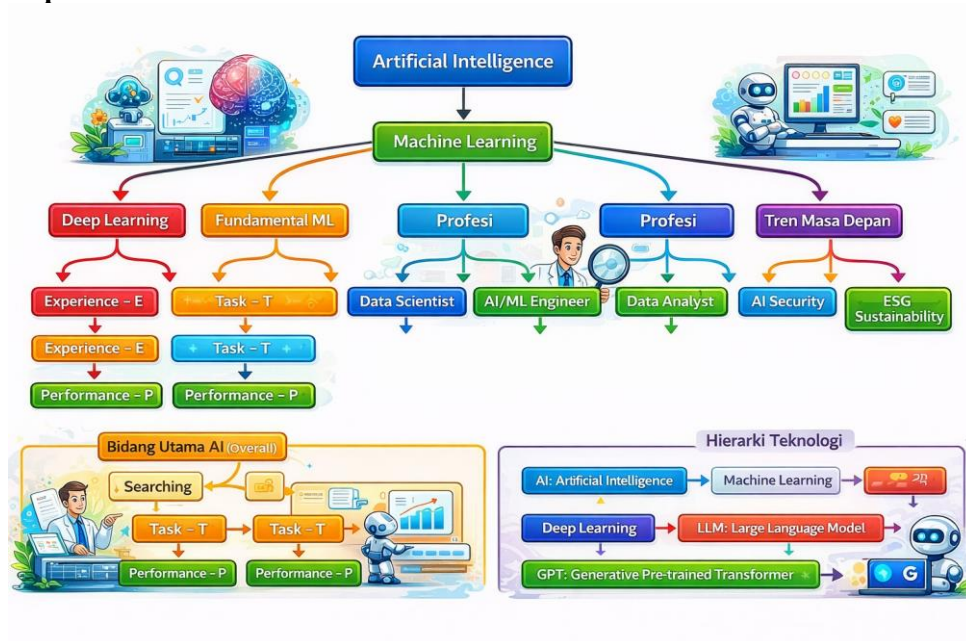 Artificial Intelligence
Machine Learning
Deep Learning
Fundamental ML
Profesi
Profesi
Tren Masa Depan
Experience – E
Task – T
Data Scientist
AI/ML Engineer
Data Analyst
AI Security
ESG
Sustainability
Experience – E
Task – T
Performance – P
Performance – P
Bidang Utama AI (Overall)
Searching
Task – T
Task – T
Performance – P
Performance – P
Hierarki Teknologi
AI: Artificial Intelligence
Machine Learning
Deep Learning
LLM: Large Language Model
GPT: Generative Pre-trained Transformer
G